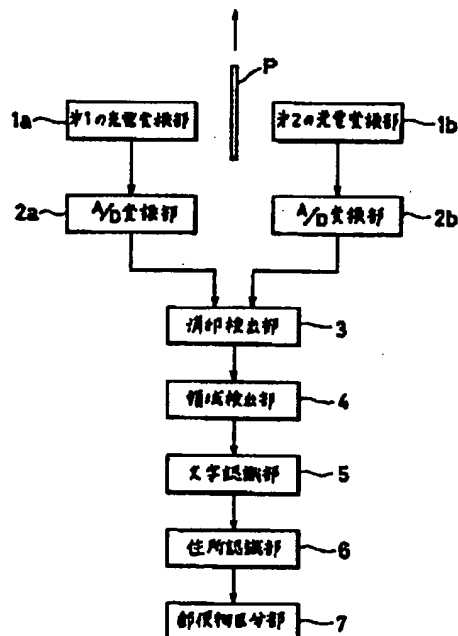 P
1a 才1の光電変換部
才2の光電変換部 1b
2a A/D変換部
A/D変換部 2b
消印検出部 3
領域検出部 4
文字認識部 5
住所認識部 6
郵便物区分部 7